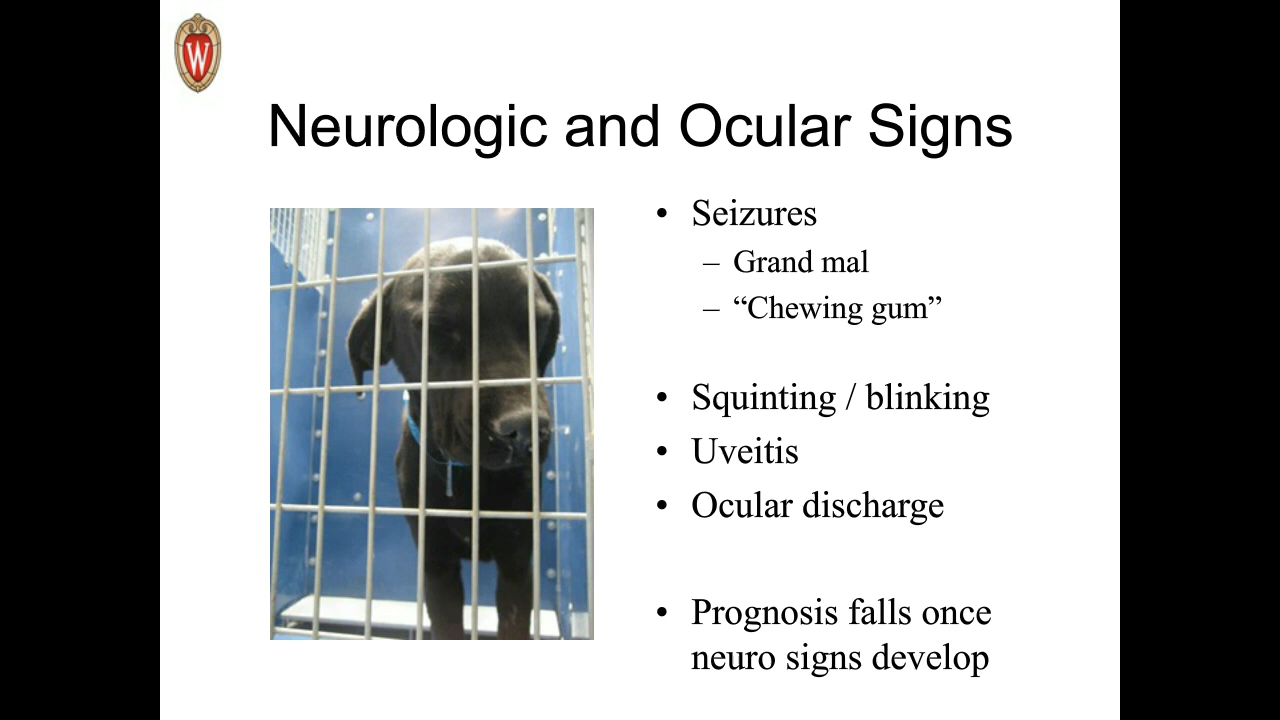 W
Neurologic and Ocular Signs
• Seizures
– Grand mal
– “Chewing gum”
• Squinting / blinking
• Uveitis
• Ocular discharge
• Prognosis falls once
neuro signs develop